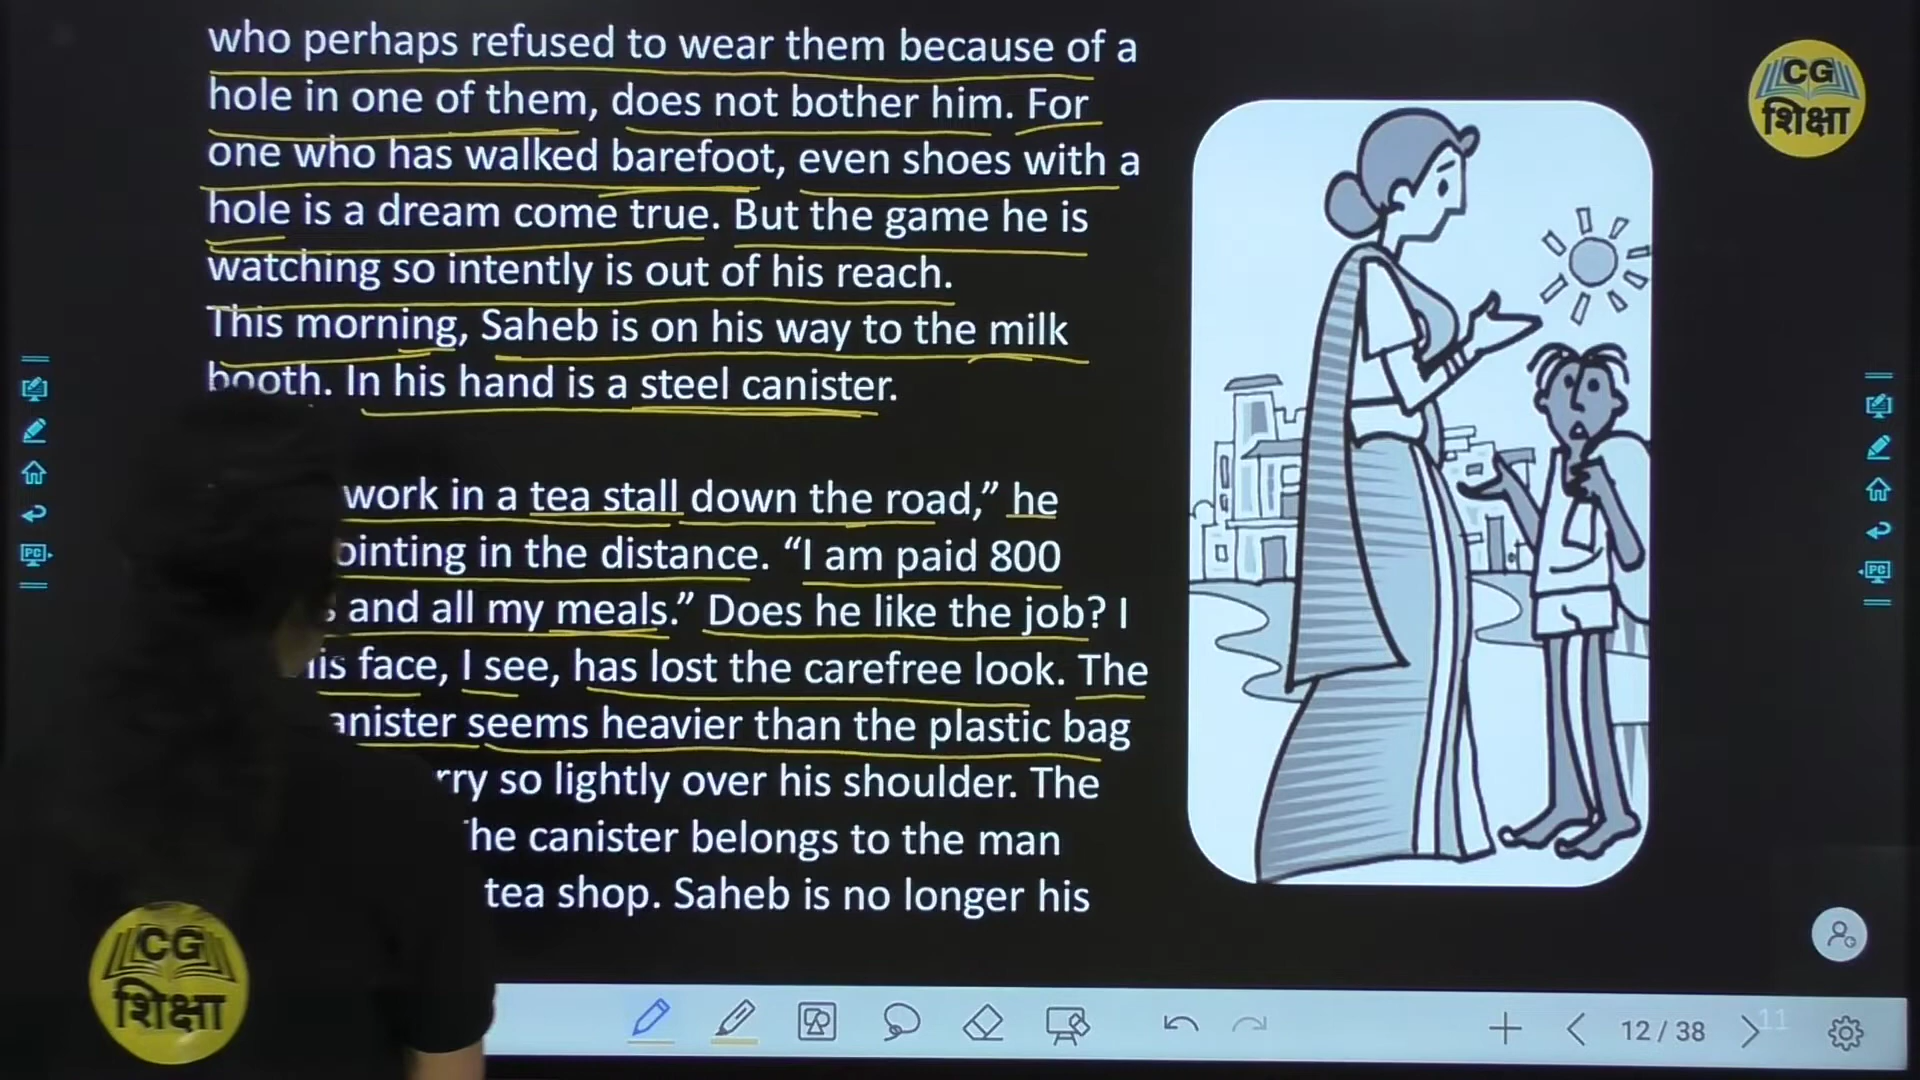 who perhaps refused to wear them because of a
hole in one of them, does not bother him. For
one who has walked barefoot, even shoes with a
hole is a dream come true. But the game he is
watching so intently is out of his reach.
This morning, Saheb is on his way to the milk
booth. In his hand is a steel canister.
work in a tea stall down the road,” he
pointing in the distance. “I am paid 800
and all my meals.” Does he like the job? I
his face, I see, has lost the carefree look. The
canister seems heavier than the plastic bag
so lightly over his shoulder. The
The canister belongs to the man
tea shop. Saheb is no longer his
CG
शिक्षा
CG
शिक्षा
PC
PC
12 / 38
11